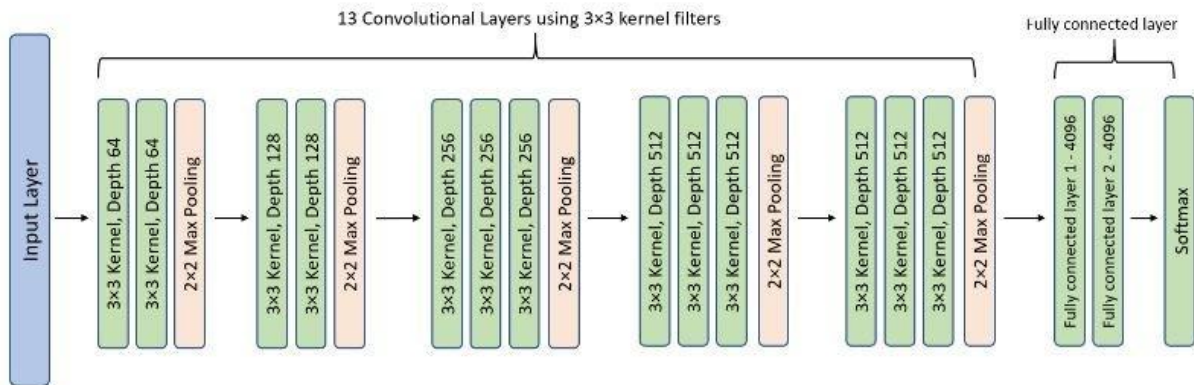 13 Convolutional Layers using 3×3 kernel filters
Fully connected layer
Input Layer
3×3 Kernel, Depth 64
3×3 Kernel, Depth 64
2×2 Max Pooling
3×3 Kernel, Depth 128
3×3 Kernel, Depth 128
2×2 Max Pooling
3×3 Kernel, Depth 256
3×3 Kernel, Depth 256
3×3 Kernel, Depth 256
2×2 Max Pooling
3×3 Kernel, Depth 512
3×3 Kernel, Depth 512
3×3 Kernel, Depth 512
2×2 Max Pooling
3×3 Kernel, Depth 512
3×3 Kernel, Depth 512
3×3 Kernel, Depth 512
2×2 Max Pooling
Fully connected layer 1 - 4096
Fully connected layer 2 - 4096
Softmax